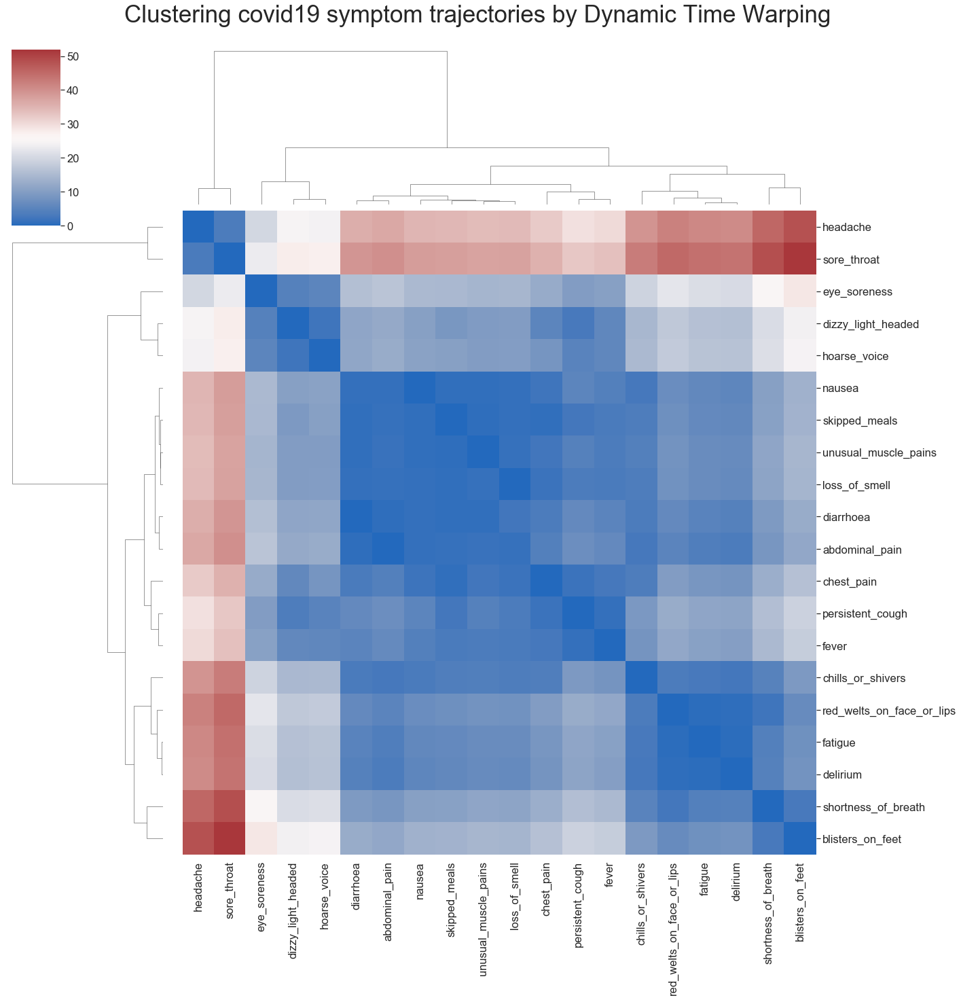 Clustering covid19 symptom trajectories by Dynamic Time Warping
50
40
30
20
10
0
headache
sore_throat
eye_soreness
dizzy_light_headed
hoarse_voice
nausea
skipped_meals
unusual_muscle_pains
loss_of_smell
diarrhoea
abdominal_pain
chest_pain
persistent_cough
fever
chills_or_shivers
red_welts_on_face_or_lips
fatigue
delirium
shortness_of_breath
blisters_on_feet
headache
sore_throat
eye_soreness
dizzy_light_headed
hoarse_voice
diarrhoea
abdominal_pain
nausea
skipped_meals
unusual_muscle_pains
loss_of_smell
chest_pain
persistent_cough
fever
chills_or_shivers
red_welts_on_face_or_lips
fatigue
delirium
shortness_of_breath
blisters_on_feet